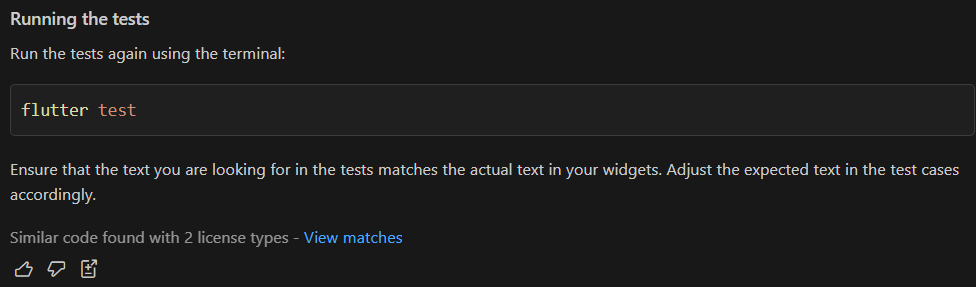 Running the tests
Run the tests again using the terminal:
flutter test
Ensure that the text you are looking for in the tests matches the actual text in your widgets. Adjust the expected text in the test cases
accordingly.
Similar code found with 2 license types - View matches